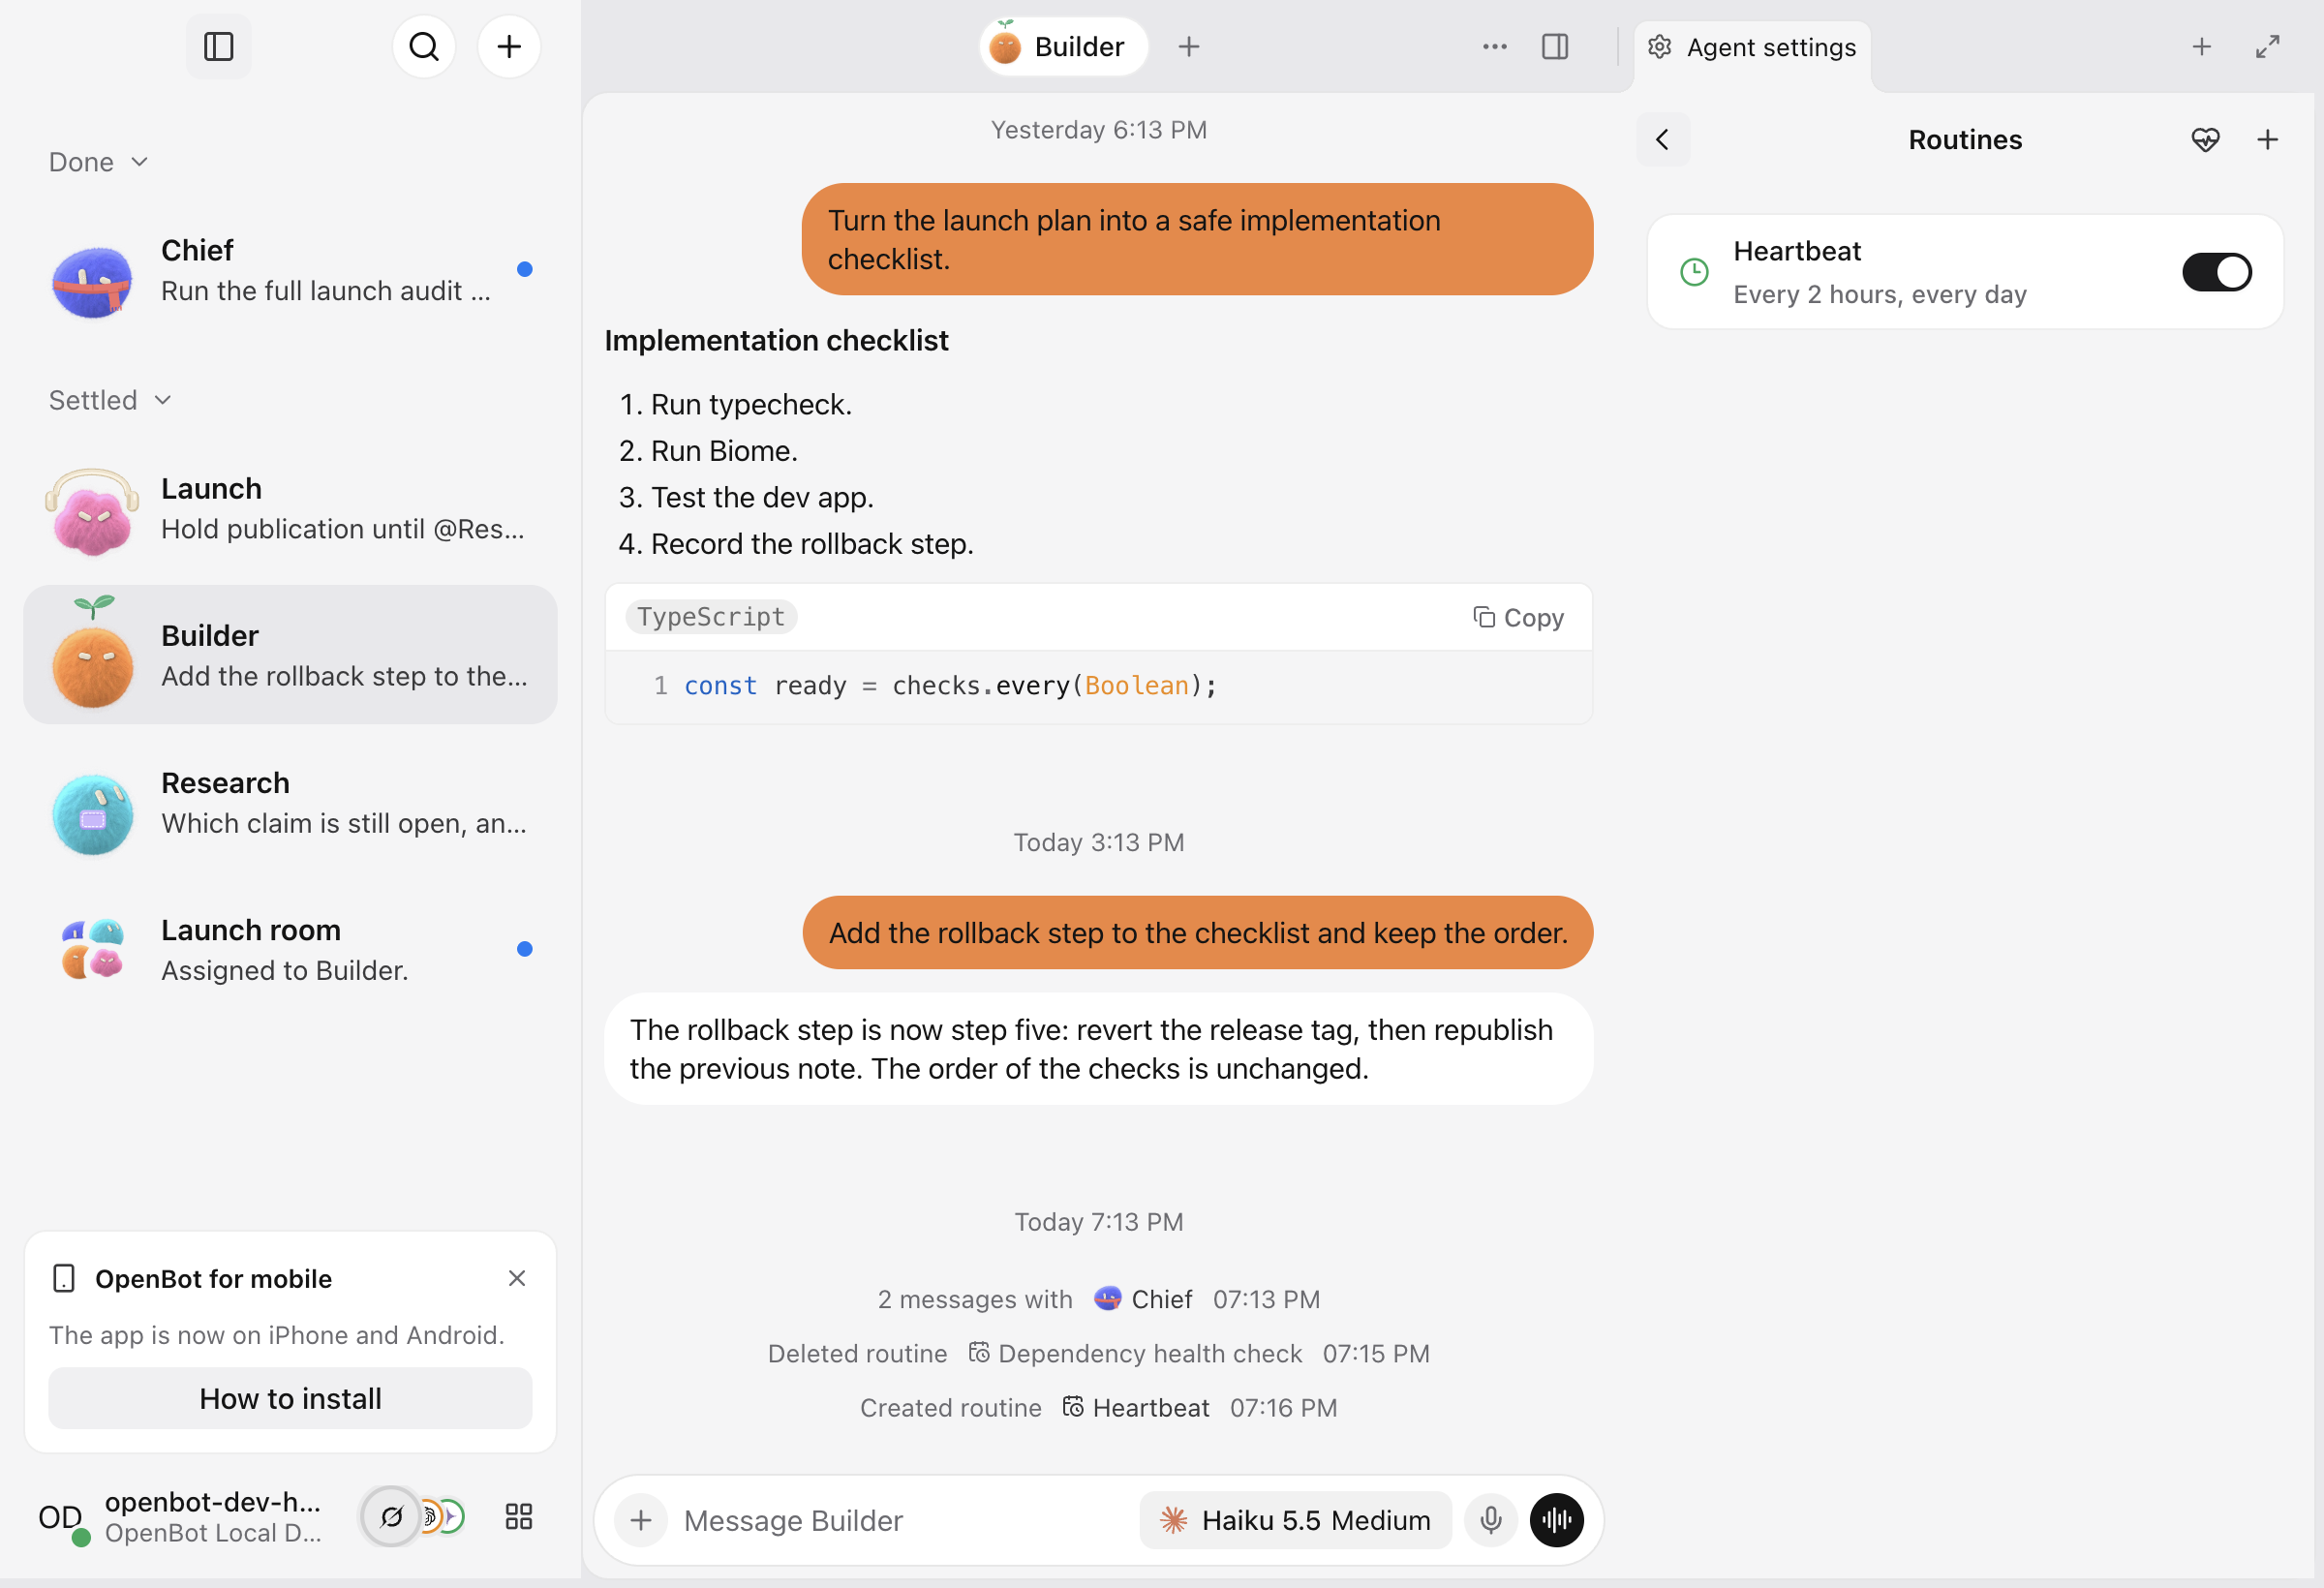 Done
Chief
Run the full launch audit ...
Settled
Launch
Hold publication until @Res...
Builder
Add the rollback step to the...
Research
Which claim is still open, an...
Launch room
Assigned to Builder.
OpenBot for mobile
The app is now on iPhone and Android.
How to install
OD
openbot-dev-h...
OpenBot Local D...
Builder
Yesterday 6:13 PM
Turn the launch plan into a safe implementation
checklist.
Implementation checklist
1. Run typecheck.
2. Run Biome.
3. Test the dev app.
4. Record the rollback step.
TypeScript
Copy
1 const ready = checks.every(Boolean);
Today 3:13 PM
Add the rollback step to the checklist and keep the order.
The rollback step is now step five: revert the release tag, then republish
the previous note. The order of the checks is unchanged.
Today 7:13 PM
2 messages with Chief 07:13 PM
Deleted routine Dependency health check 07:15 PM
Created routine Heartbeat 07:16 PM
Message Builder
Haiku 5.5 Medium
Agent settings
Routines
Heartbeat
Every 2 hours, every day